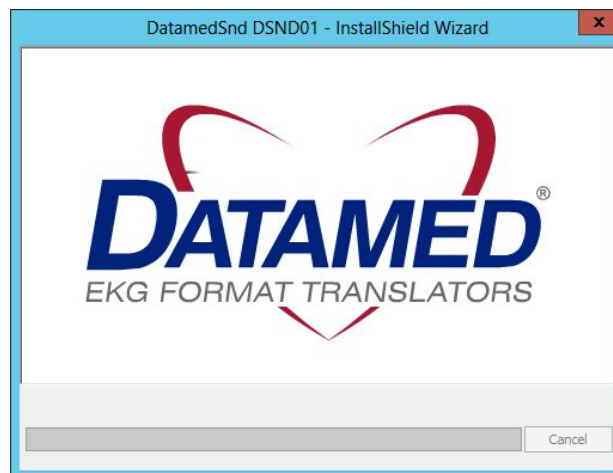 DatamedSnd DSND01 - InstallShield Wizard
x
DATAMED®
EKG FORMAT TRANSLATORS
Cancel